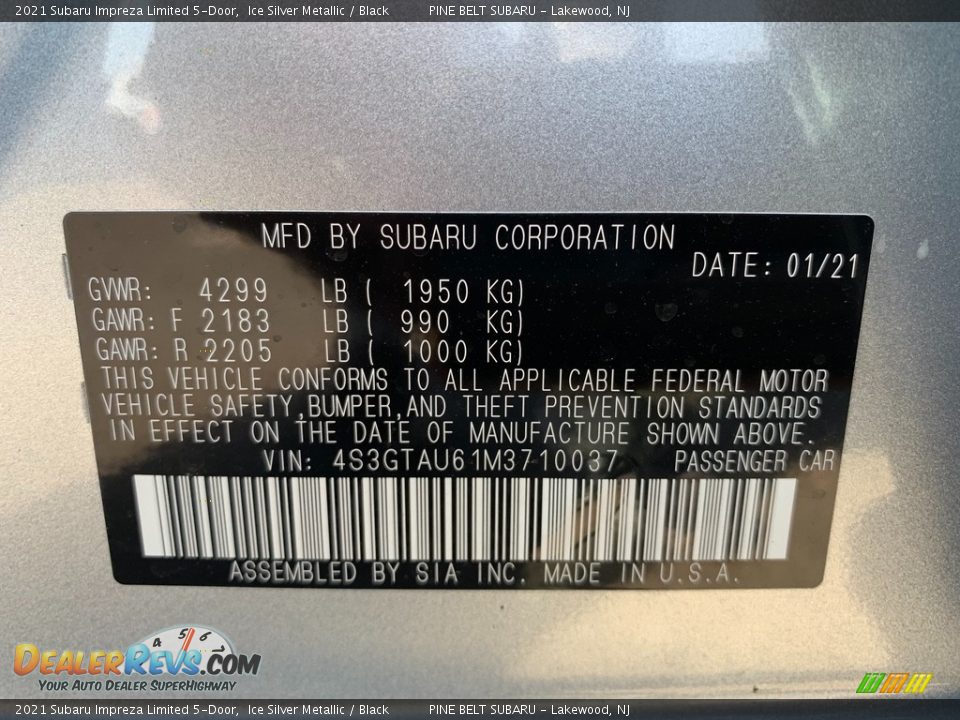 2021 Subaru Impreza Limited 5-Door, Ice Silver Metallic / Black PINE BELT SUBARU - Lakewood, NJ
MFD BY SUBARU CORPORATION
DATE: 01/21
GVWR: 4299 LB ( 1950 KG)
GAWR: F 2183 LB ( 990 KG)
GAWR: R 2205 LB ( 1000 KG)
THIS VEHICLE CONFORMS TO ALL APPLICABLE FEDERAL MOTOR
VEHICLE SAFETY,BUMPER,AND THEFT PREVENTION STANDARDS
IN EFFECT ON THE DATE OF MANUFACTURE SHOWN ABOVE.
VIN: 4S3GTAU61M3710037 PASSENGER CAR
ASSEMBLED BY SIA INC. MADE IN U.S.A.
4 5 6
DEALERREVS.COM
YOUR AUTO DEALER SUPERHIGHWAY
2021 Subaru Impreza Limited 5-Door, Ice Silver Metallic / Black PINE BELT SUBARU - Lakewood, NJ